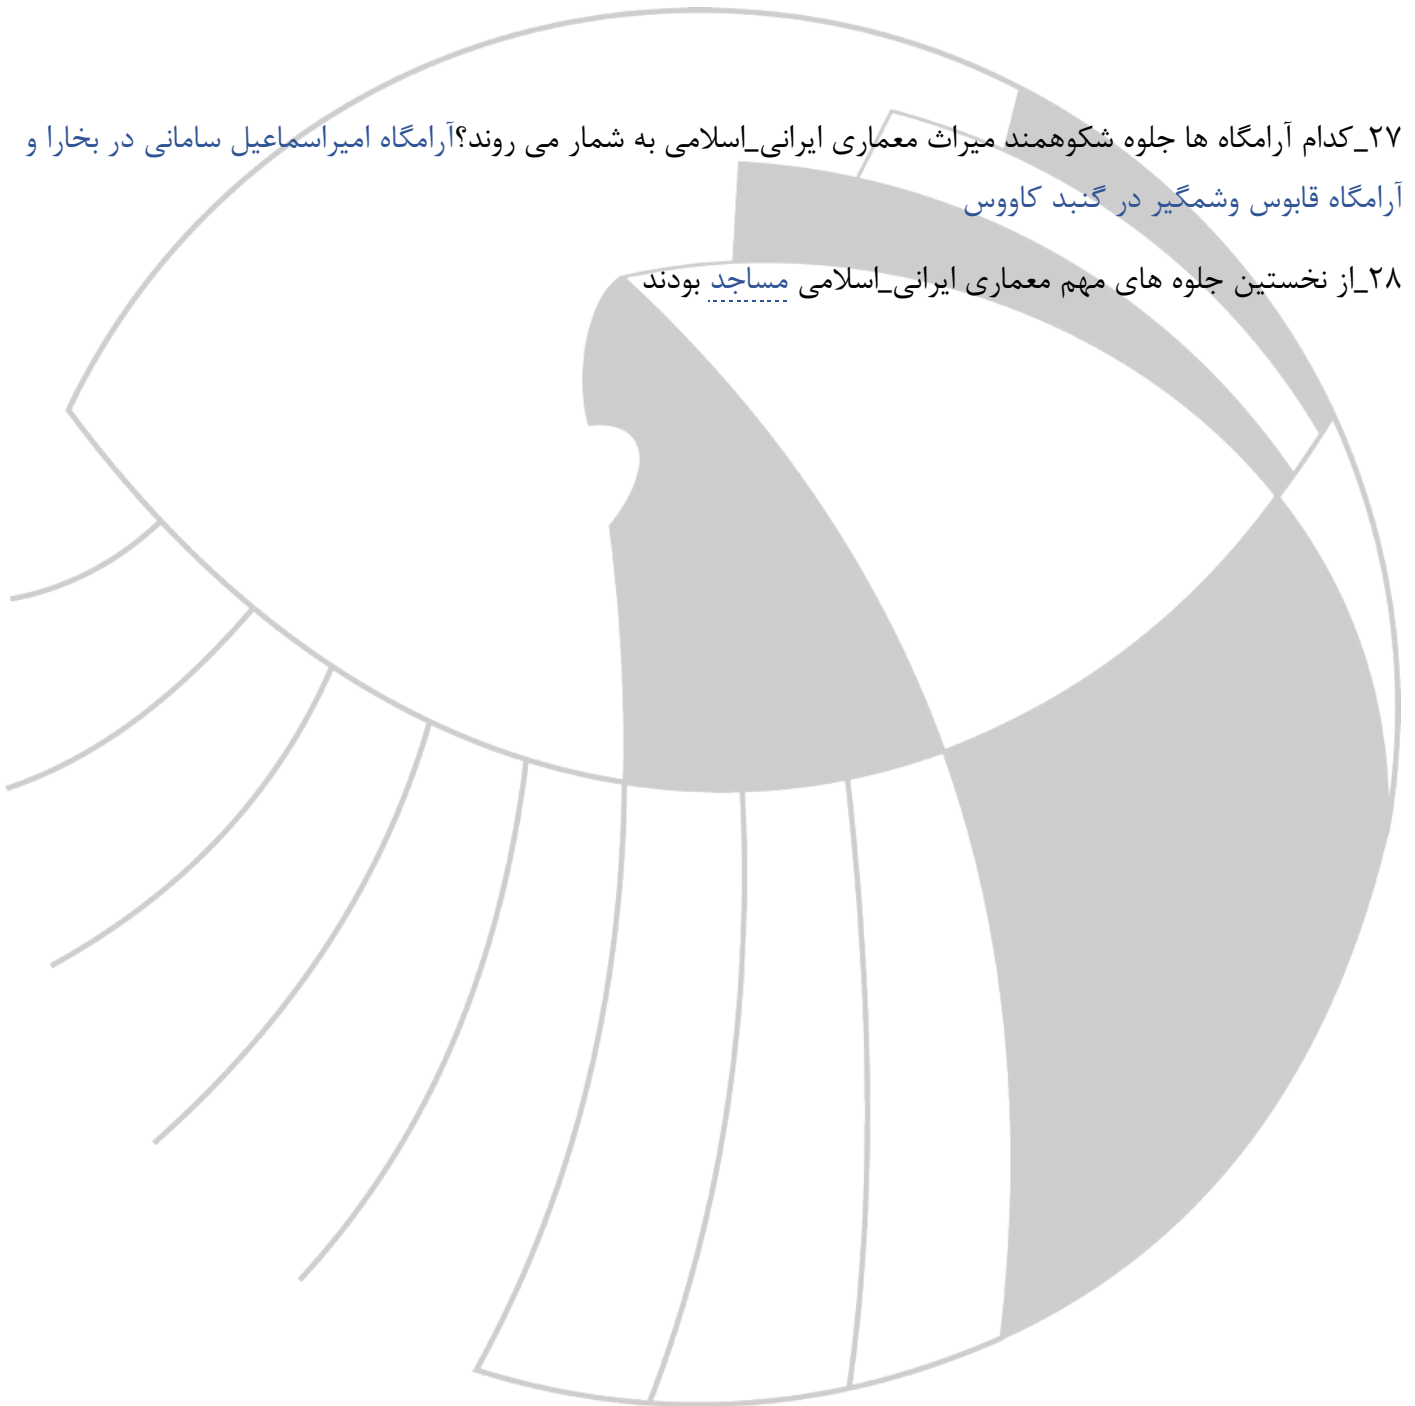 ۲۷_کدام آرامگاه ها جلوه شکوهمند میراث معماری ایرانی_اسلامی به شمار می روند؟آرامگاه امیراسماعیل سامانی در بخارا و
آرامگاه قابوس وشمگیر در گنبد کاووس
۲۸_از نخستین جلوه های مهم معماری ایرانی_اسلامی مساجد بودند